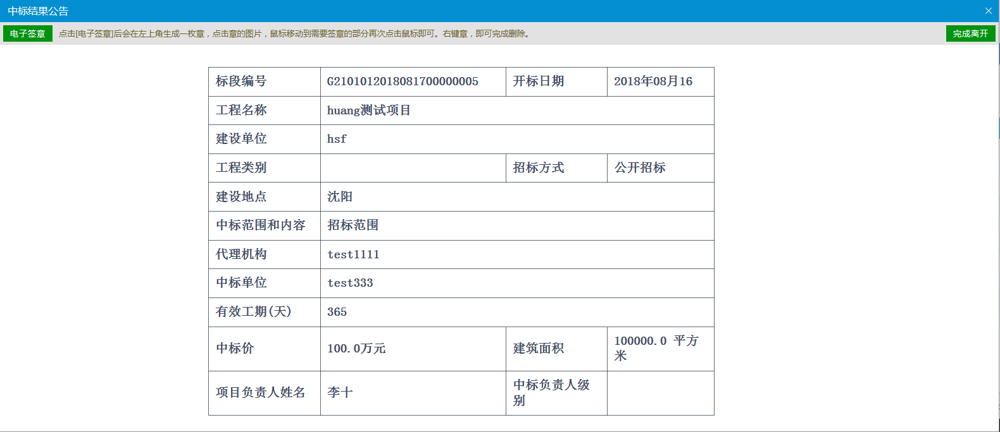 中标结果公告
电子签章 点击[电子签章]后会在左上角生成一枚章，点击章的图片，鼠标移动到需要签章的部分再次点击鼠标即可。右键章，即可完成删除。 完成离开
标段编号 G2101012018081700000005 开标日期 2018年08月16
工程名称 huang测试项目
建设单位 hsf
工程类别 招标方式 公开招标
建设地点 沈阳
中标范围和内容 招标范围
代理机构 test1111
中标单位 test333
有效工期(天) 365
中标价 100.0万元 建筑面积 100000.0 平方
米
项目负责人姓名 李十 中标负责人级
别